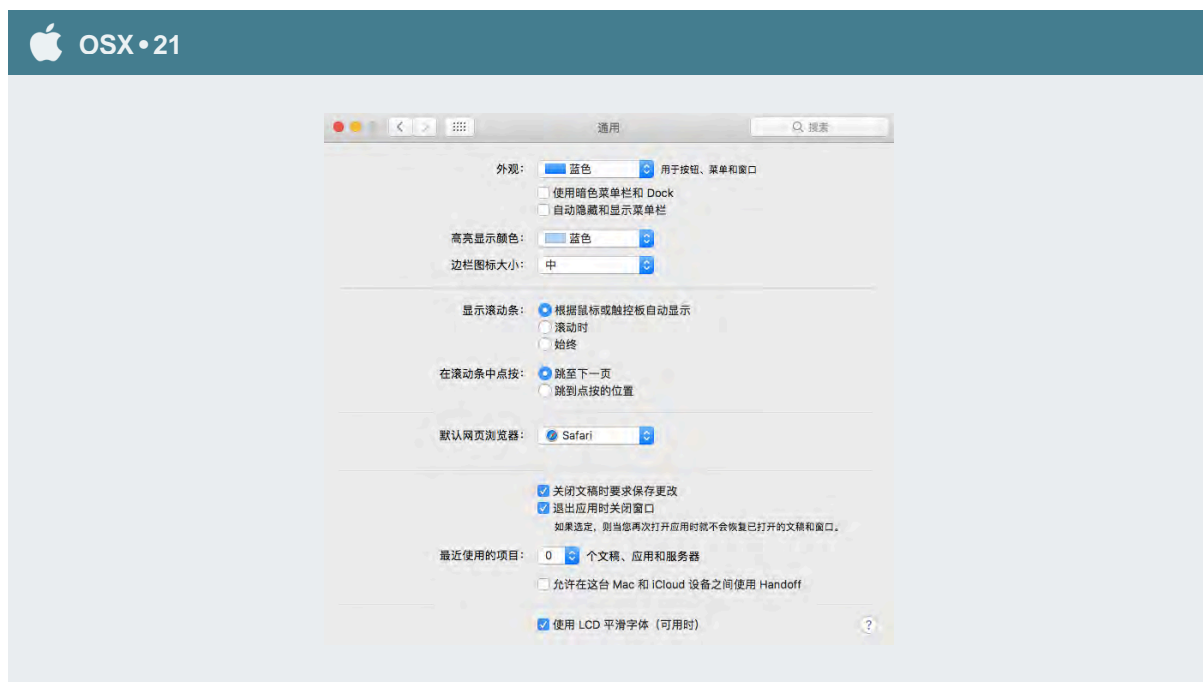 OSX•21
通用
搜索
外观： 蓝色 用于按钮、菜单和窗口
使用暗色菜单栏和 Dock
自动隐藏和显示菜单栏
高亮显示颜色： 蓝色
边栏图标大小： 中
显示滚动条： 根据鼠标或触控板自动显示
滚动时
始终
在滚动条中点按： 跳至下一页
跳到点按的位置
默认网页浏览器： Safari
关闭文稿时要求保存更改
退出应用时关闭窗口
如果选定，则当您再次打开应用时就不会恢复已打开的文稿和窗口。
最近使用的项目： 0 个文稿、应用和服务器
允许在这台 Mac 和 iCloud 设备之间使用 Handoff
使用 LCD 平滑字体（可用时）
?